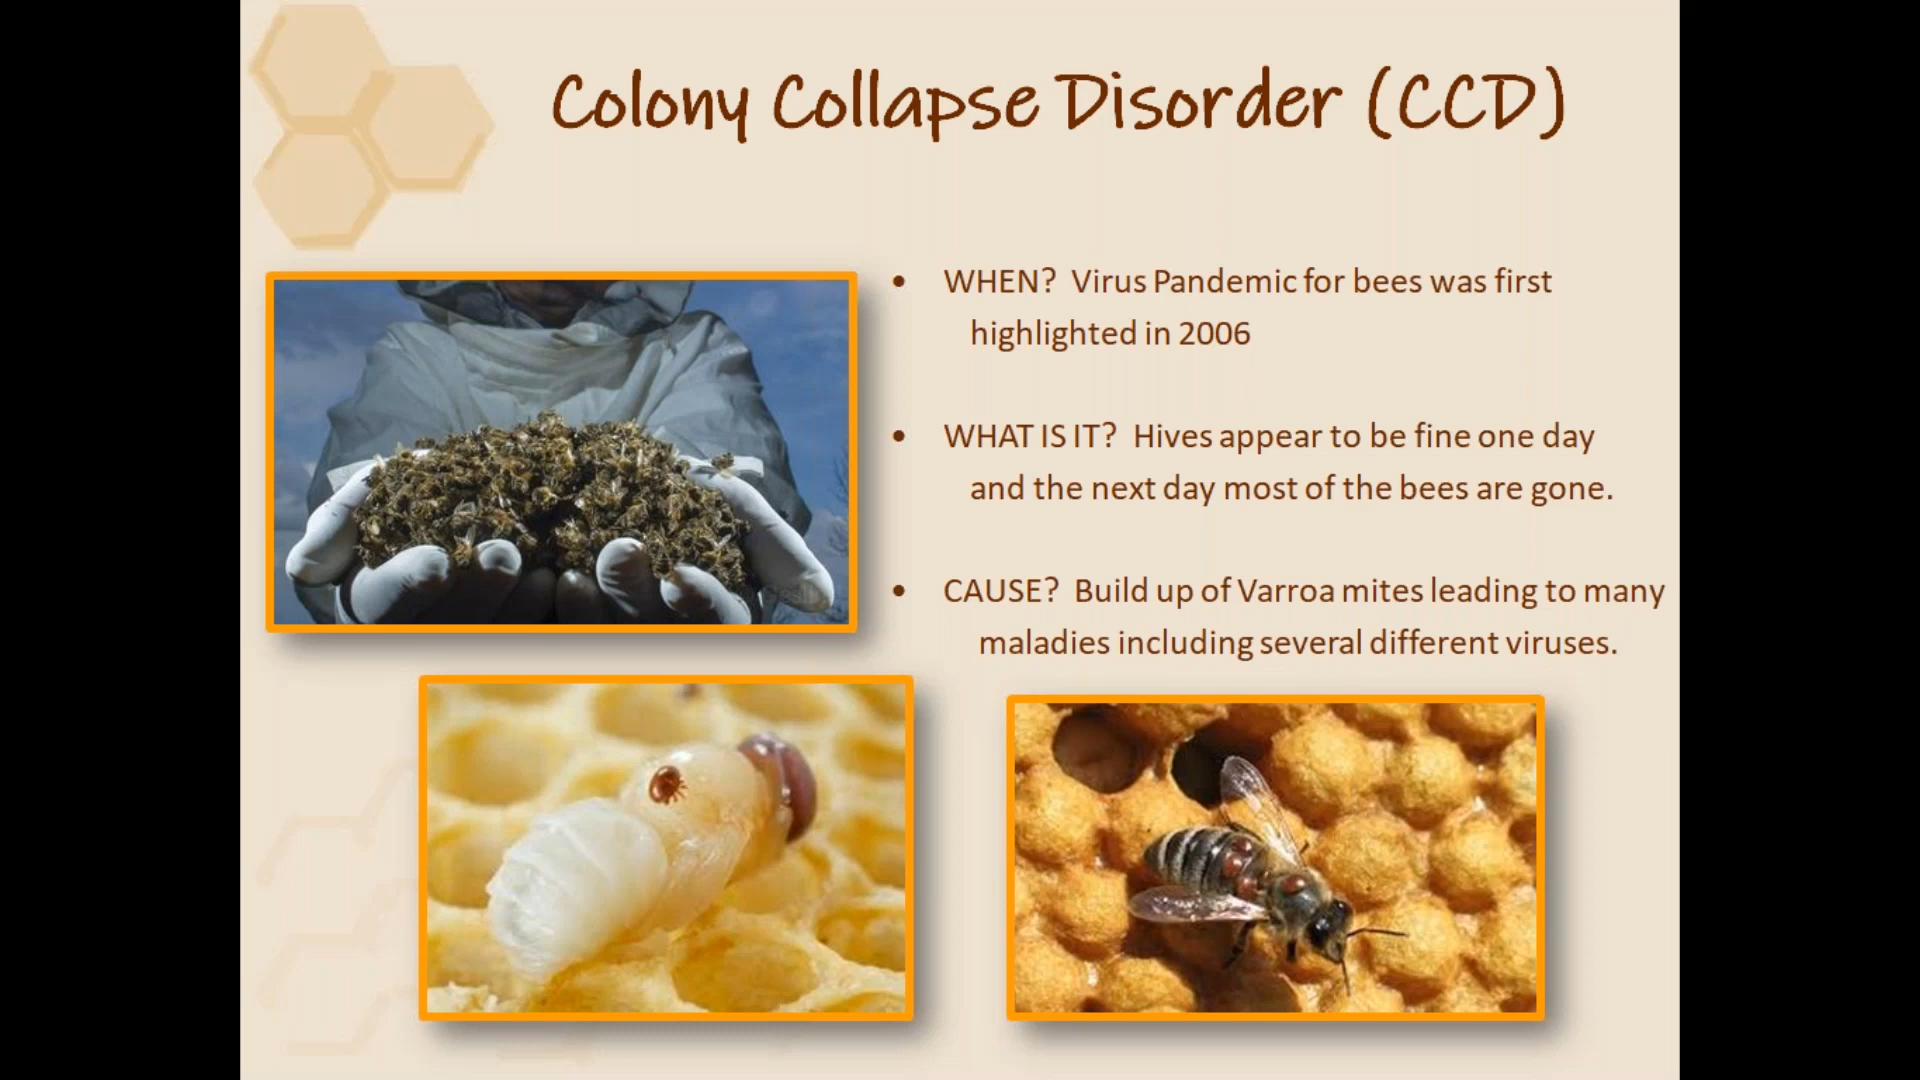 Colony Collapse Disorder (CCD)
• WHEN? Virus Pandemic for bees was first
highlighted in 2006
• WHAT IS IT? Hives appear to be fine one day
and the next day most of the bees are gone.
• CAUSE? Build up of Varroa mites leading to many
maladies including several different viruses.